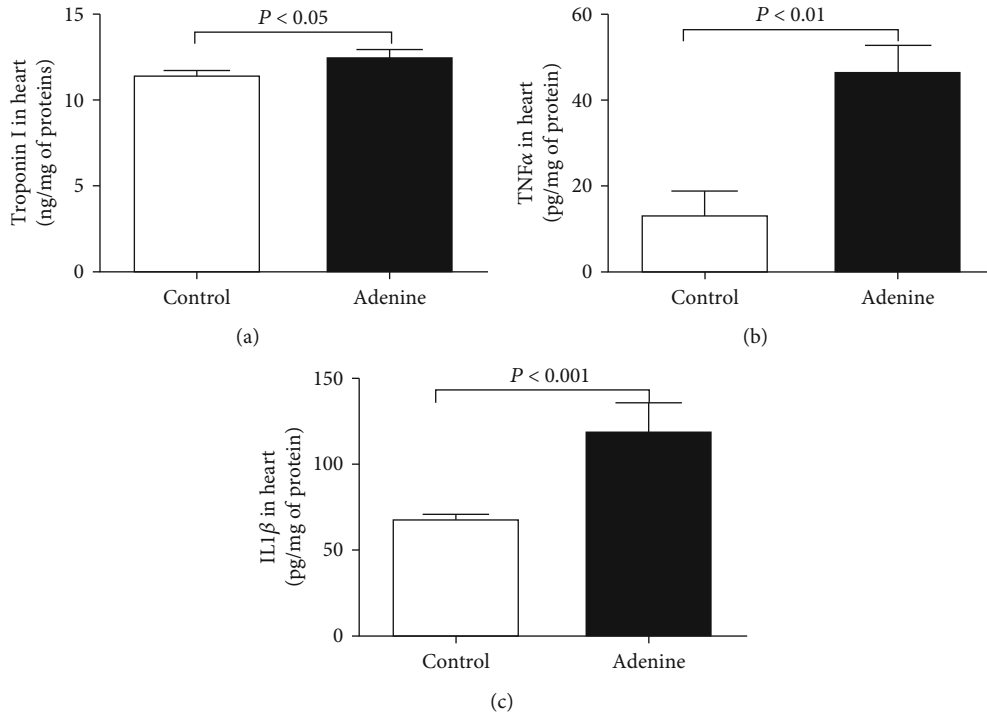 P < 0.05
15
10
5
0
Troponin I in heart
(ng/mg of proteins)
Control
Adenine
(a)
P < 0.01
60
40
20
0
TNFα in heart
(pg/mg of protein)
Control
Adenine
(b)
P < 0.001
150
100
50
0
IL1β in heart
(pg/mg of protein)
Control
Adenine
(c)